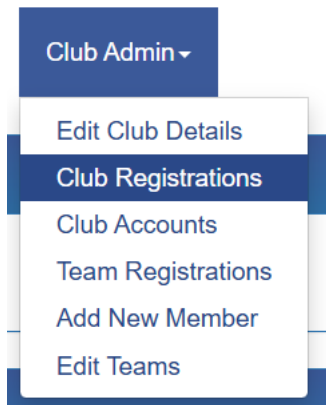 Club Admin
Edit Club Details
Club Registrations
Club Accounts
Team Registrations
Add New Member
Edit Teams